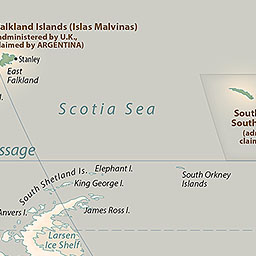 alkland Islands (Islas Malvinas)
administered by U.K.,
claimed by ARGENTINA)
Stanley
East
Falkland
Scotia Sea
South
South
(ad
claim
ssage
Elephant I.
South Shetland Is.
King George I.
South Orkney
Islands
Anvers I.
James Ross I.
Larsen
Ice Shelf